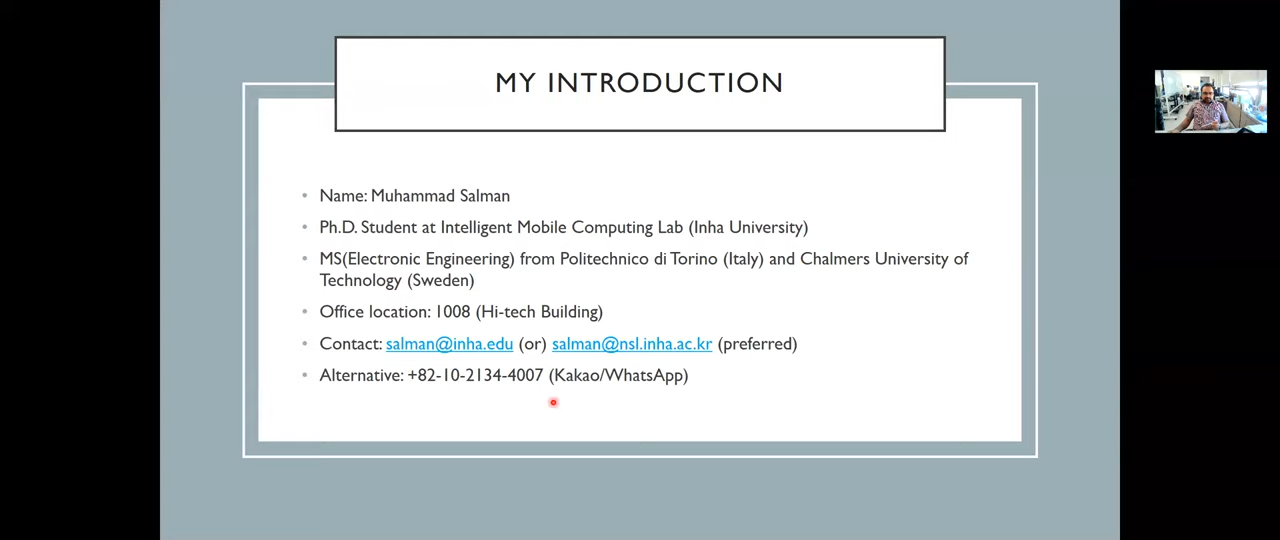 MY INTRODUCTION
• Name: Muhammad Salman
• Ph.D. Student at Intelligent Mobile Computing Lab (Inha University)
• MS(Electronic Engineering) from Politechnico di Torino (Italy) and Chalmers University of
Technology (Sweden)
• Office location: 1008 (Hi-tech Building)
• Contact: salman@inha.edu (or) salman@nsl.inha.ac.kr (preferred)
• Alternative: +82-10-2134-4007 (Kakao/WhatsApp)